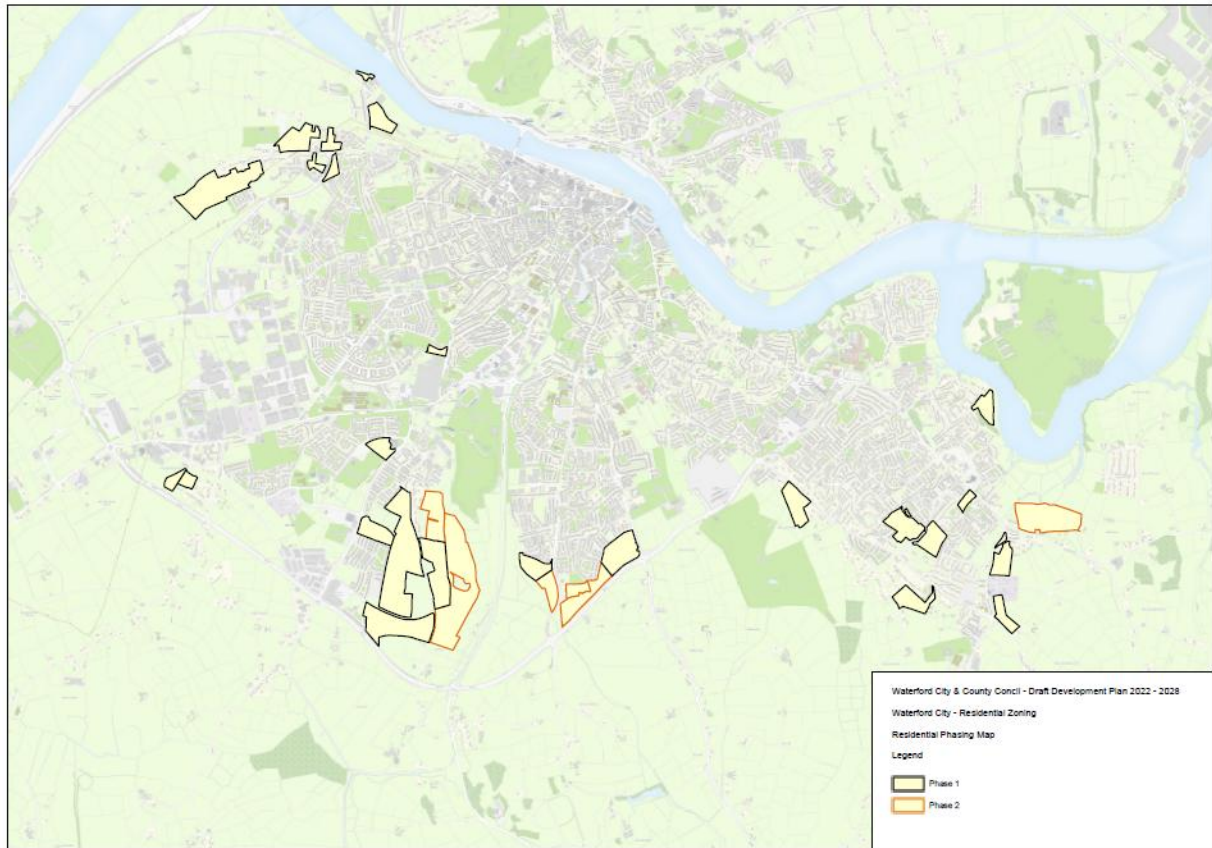 Waterford City & County Concil - Draft Development Plan 2022 - 2028
Waterford City - Residential Zoning
Residential Phasing Map
Legend
Phase 1
Phase 2